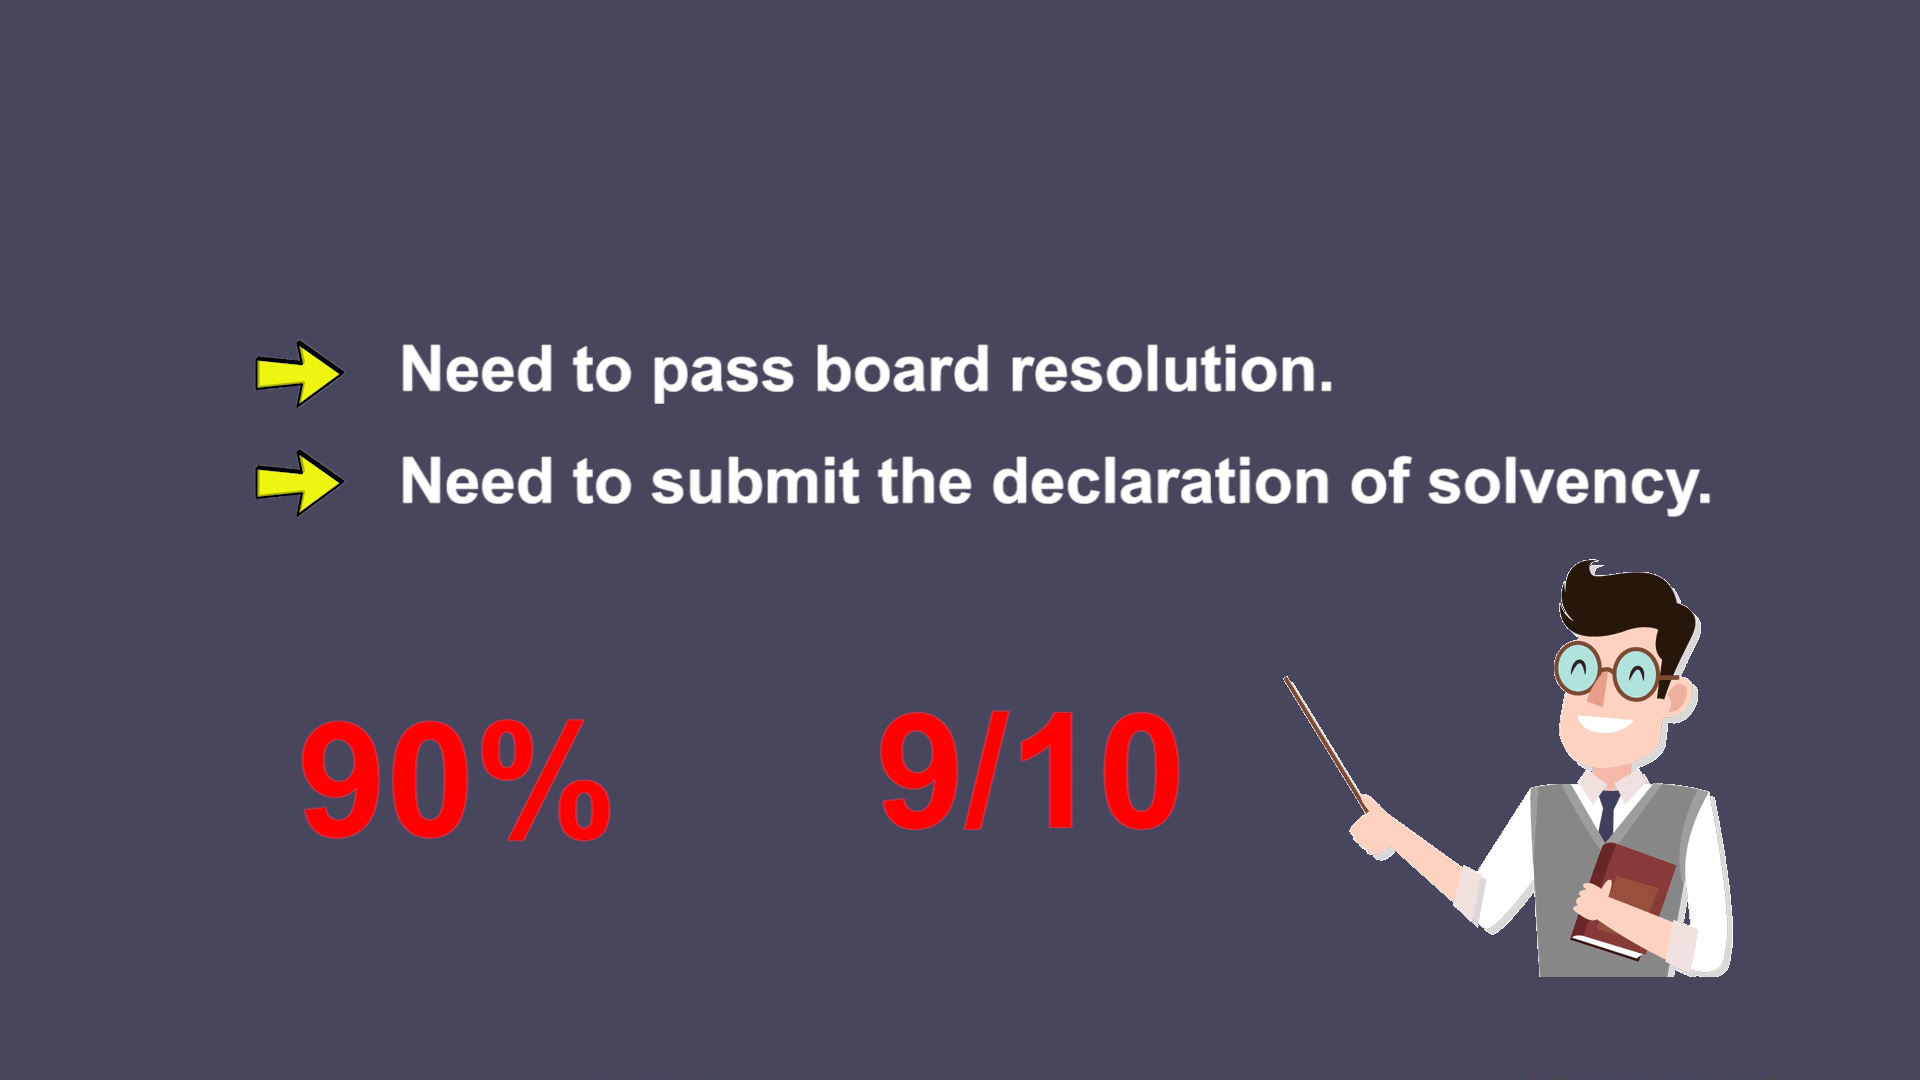 Need to pass board resolution.
Need to submit the declaration of solvency.
90%
9/10